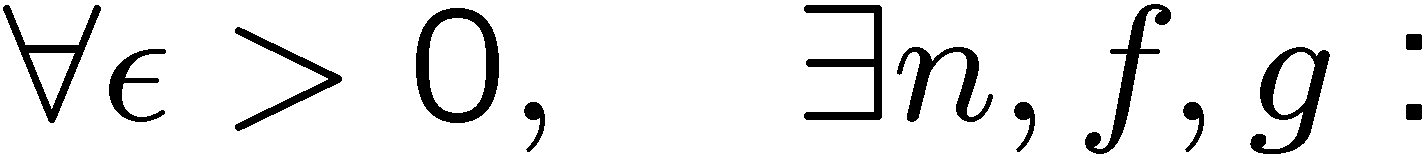 ∀ϵ > 0, ∃n, f, g :